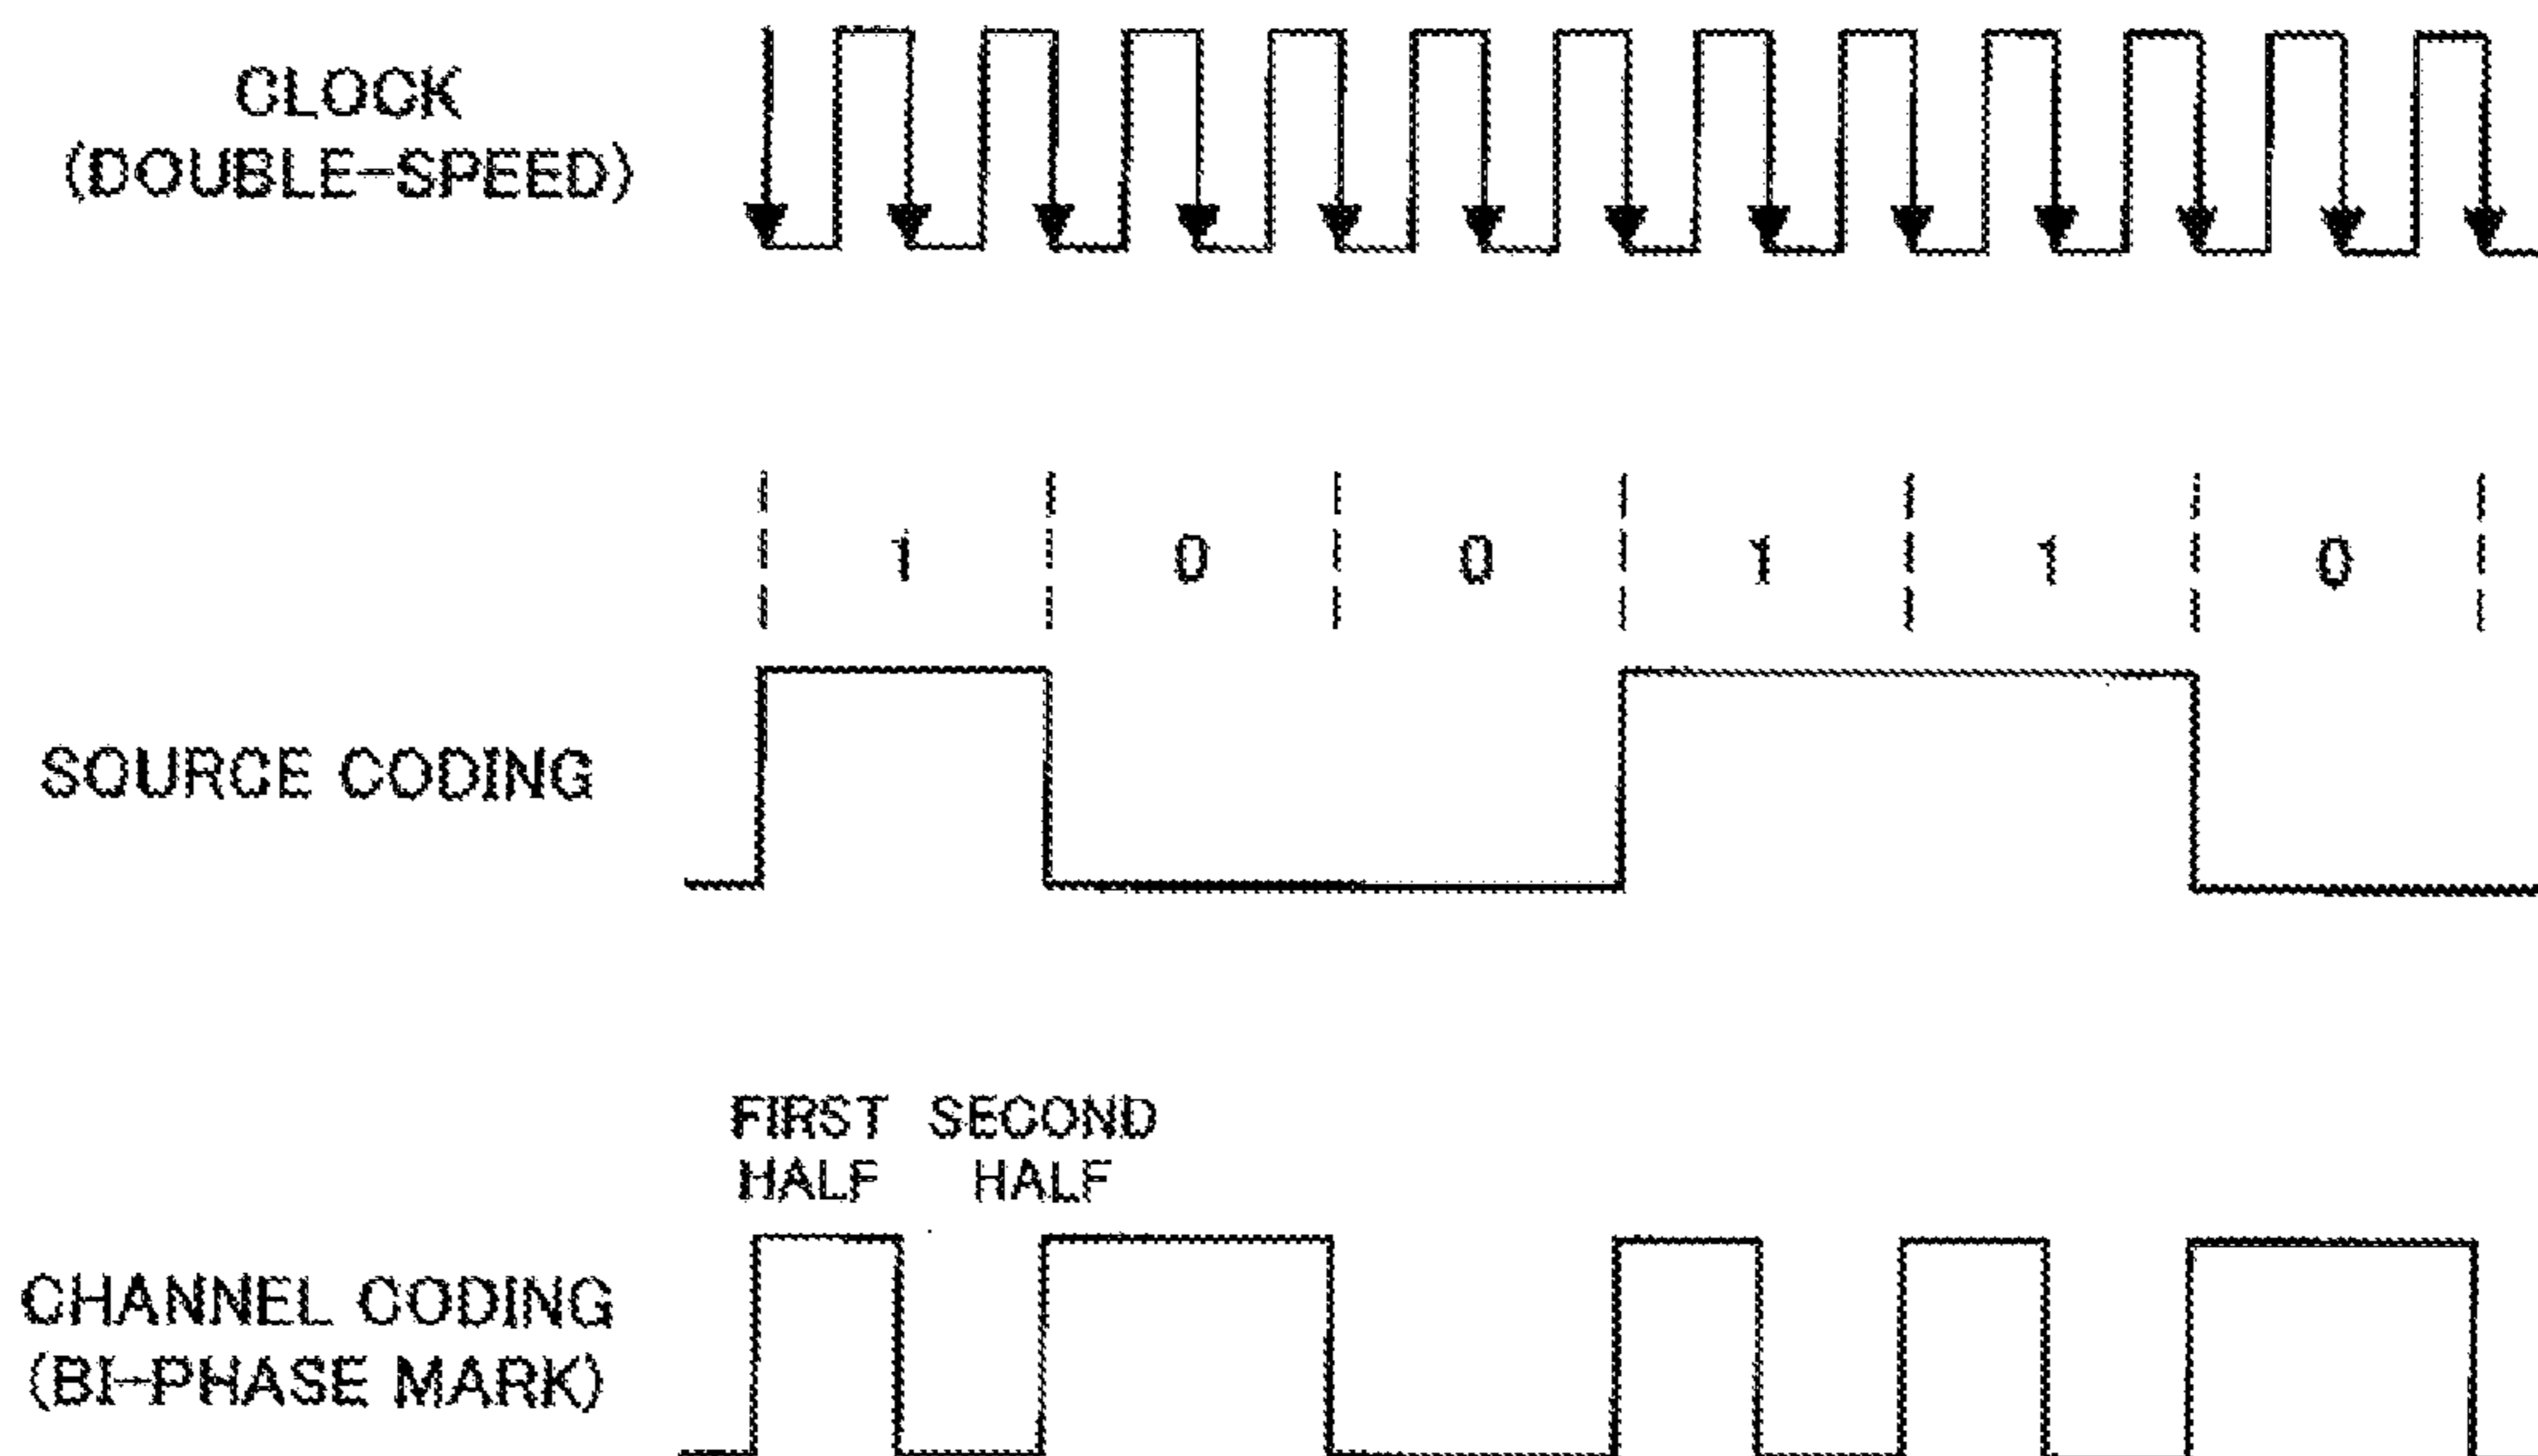 CLOCK
(DOUBLE-SPEED)
1 0 0 1 1 0
SOURCE CODING
FIRST SECOND
HALF HALF
CHANNEL CODING
(BI-PHASE MARK)